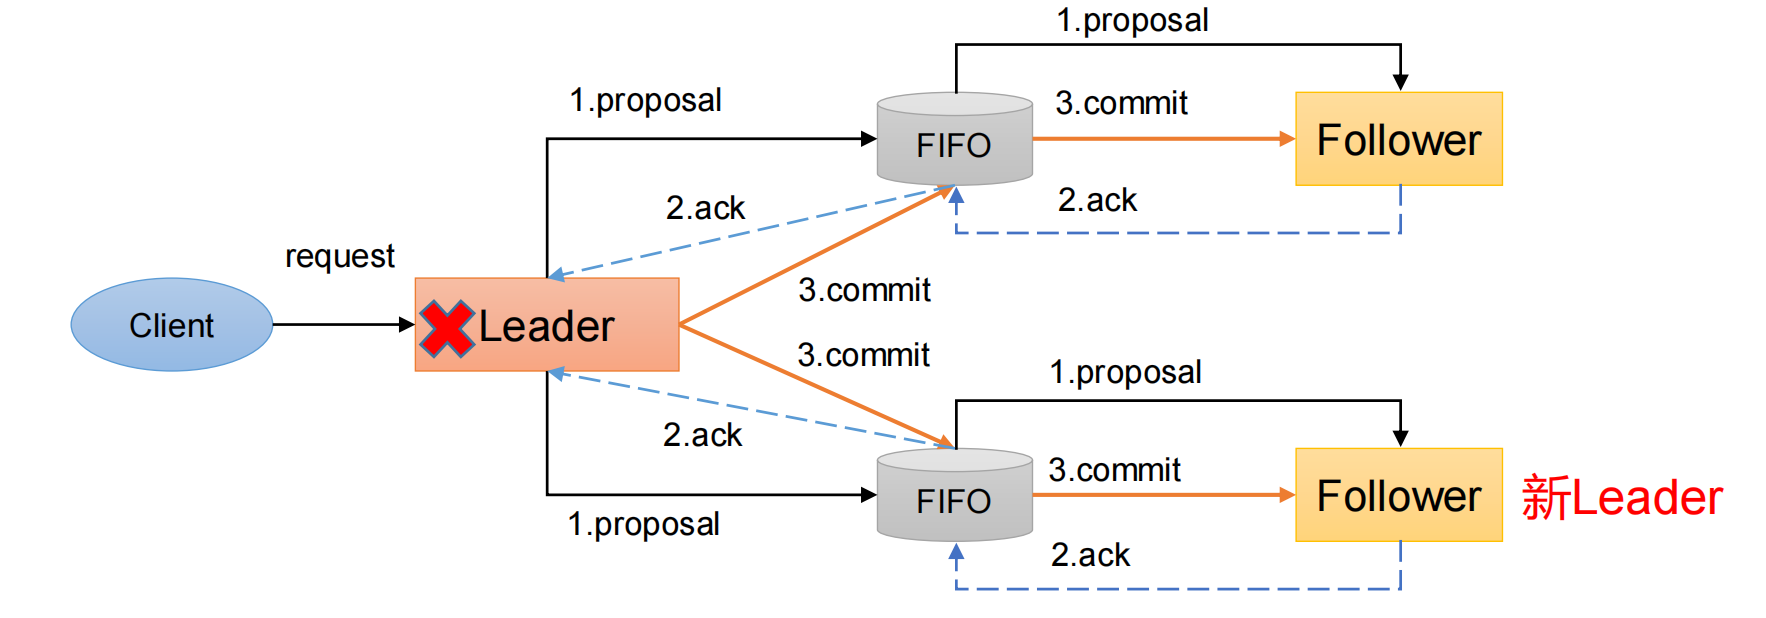 1.proposal
1.proposal
3.commit
FIFO
Follower
2.ack
2.ack
request
3.commit
Client
Leader
3.commit
1.proposal
2.ack
3.commit
FIFO
Follower
新Leader
1.proposal
2.ack